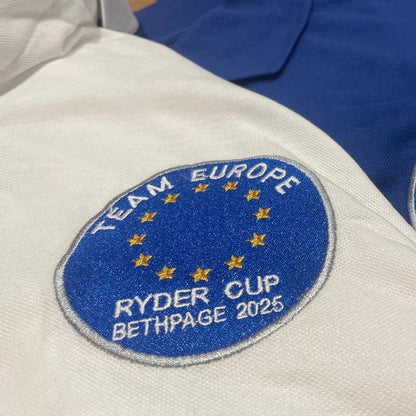 TEAM EUROPE
RYDER CUP
BETHPAGE 2025